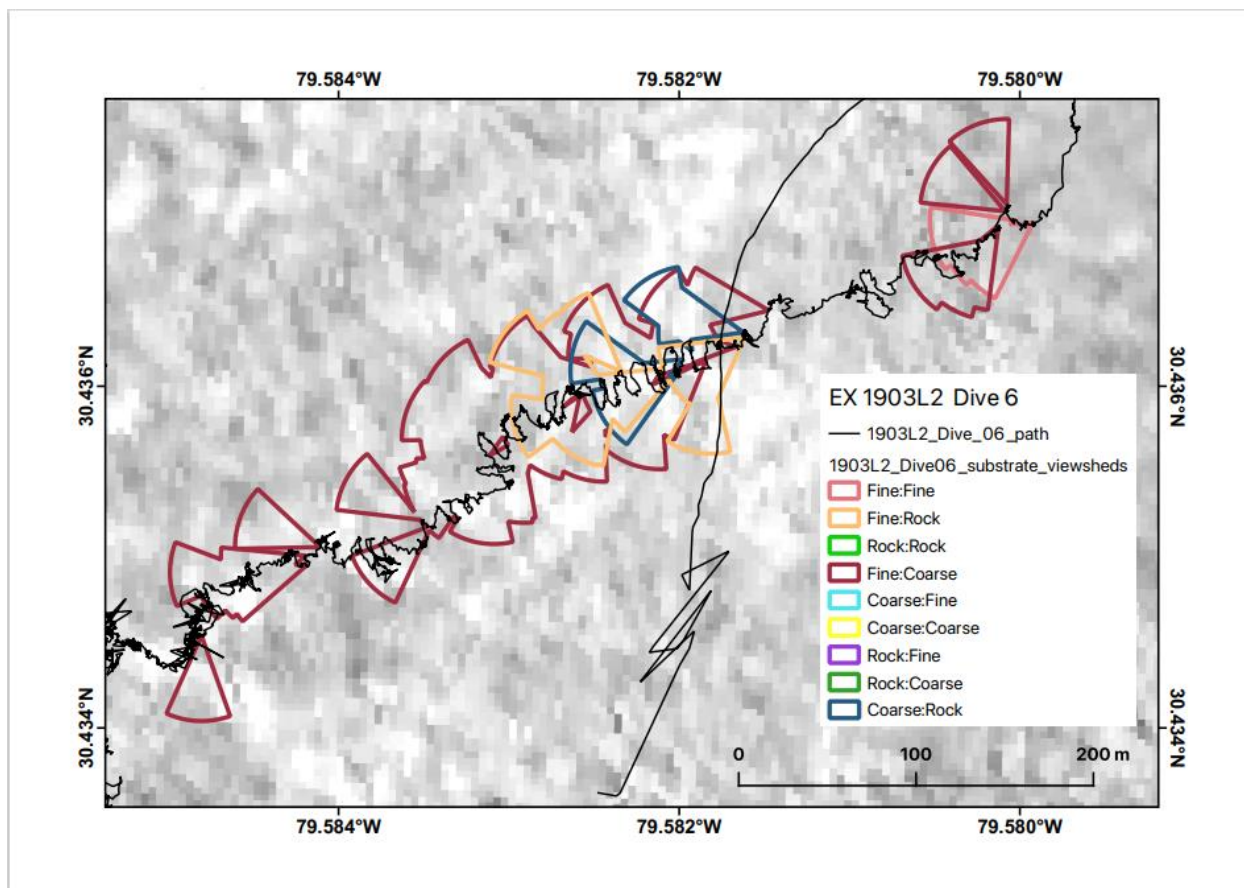 79.584°W 79.582°W 79.580°W
30.436°N
30.436°N
EX 1903L2 Dive 6
1903L2_Dive_06_path
1903L2_Dive06_substrate_viewsheds
Fine:Fine
Fine:Rock
Rock:Rock
Fine:Coarse
Coarse:Fine
Coarse:Coarse
Rock:Fine
Rock:Coarse
Coarse:Rock
30.434°N
30.434°N
0 100 200 m
79.584°W 79.582°W 79.580°W